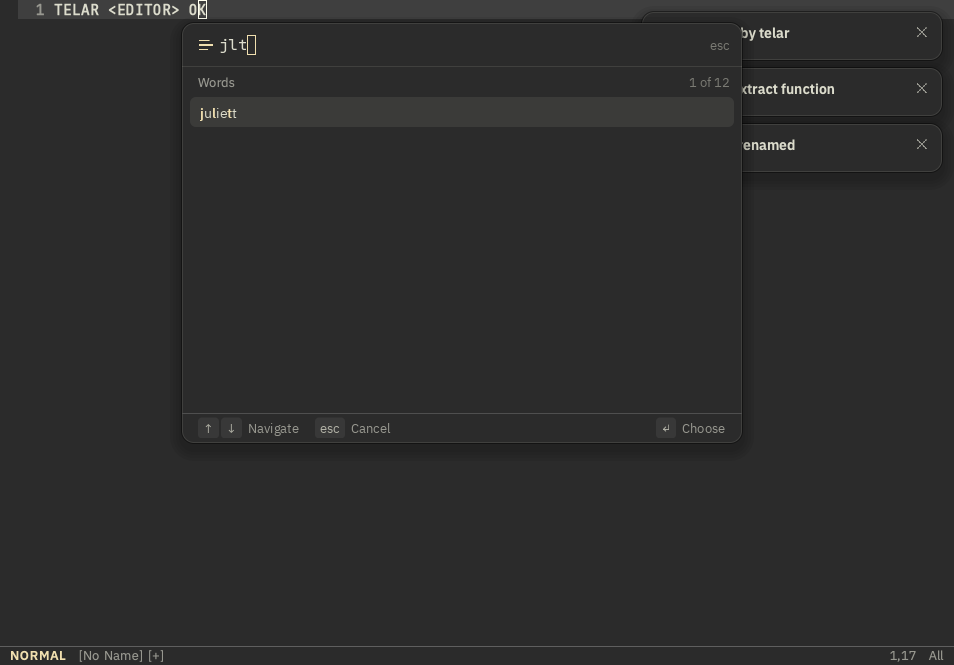 1 TELAR <EDITOR> OX
jlt esc
by telar
Words 1 of 12
xtract function
juliett
renamed
↑ ↓ Navigate esc Cancel ↵ Choose
NORMAL [No Name] [+] 1,17 All